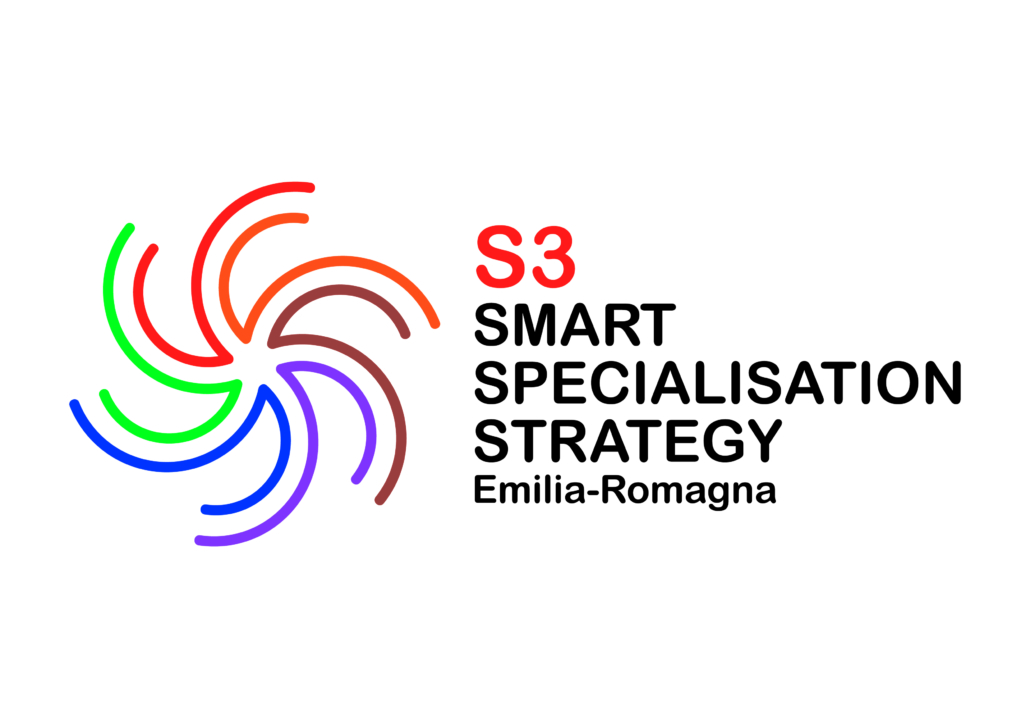 S3
SMART
SPECIALISATION
STRATEGY
Emilia-Romagna